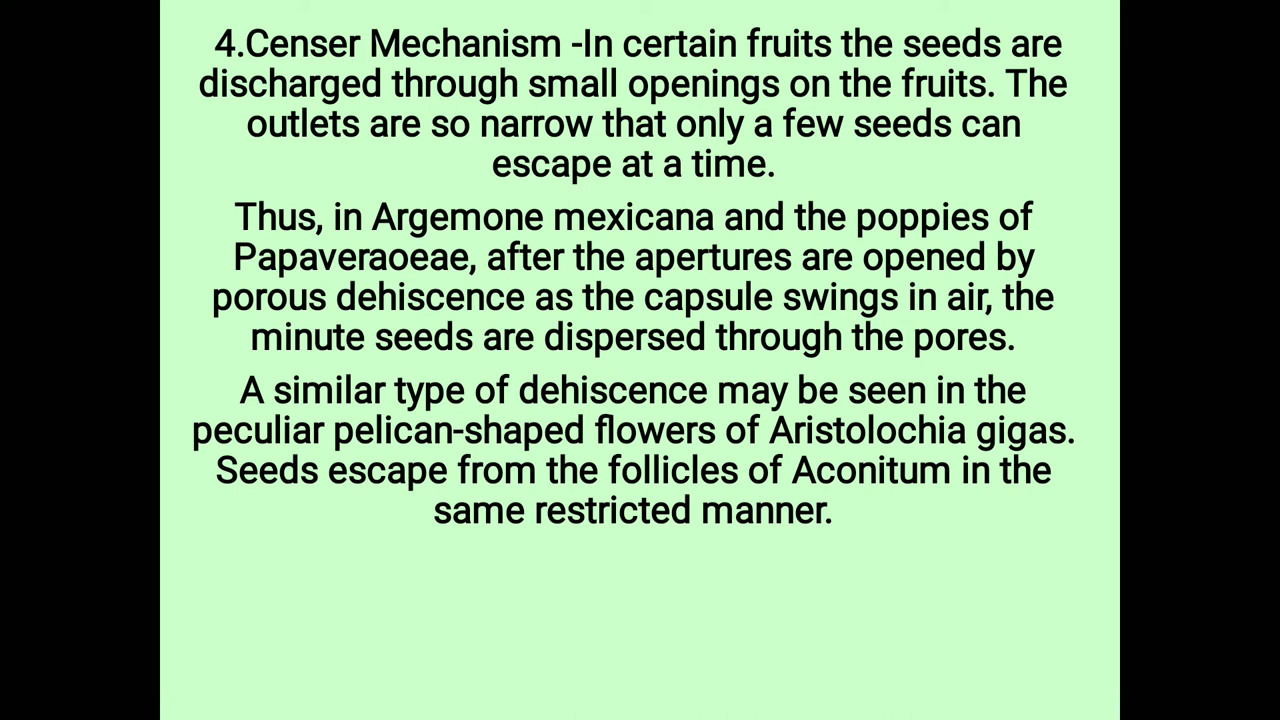 4.Censer Mechanism -In certain fruits the seeds are
discharged through small openings on the fruits. The
outlets are so narrow that only a few seeds can
escape at a time.
Thus, in Argemone mexicana and the poppies of
Papaveraoeae, after the apertures are opened by
porous dehiscence as the capsule swings in air, the
minute seeds are dispersed through the pores.
A similar type of dehiscence may be seen in the
peculiar pelican-shaped flowers of Aristolochia gigas.
Seeds escape from the follicles of Aconitum in the
same restricted manner.